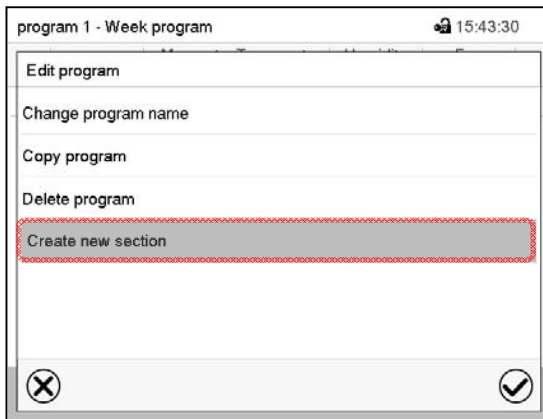 program 1 - Week program 15:43:30
Edit program
Change program name
Copy program
Delete program
Create new section